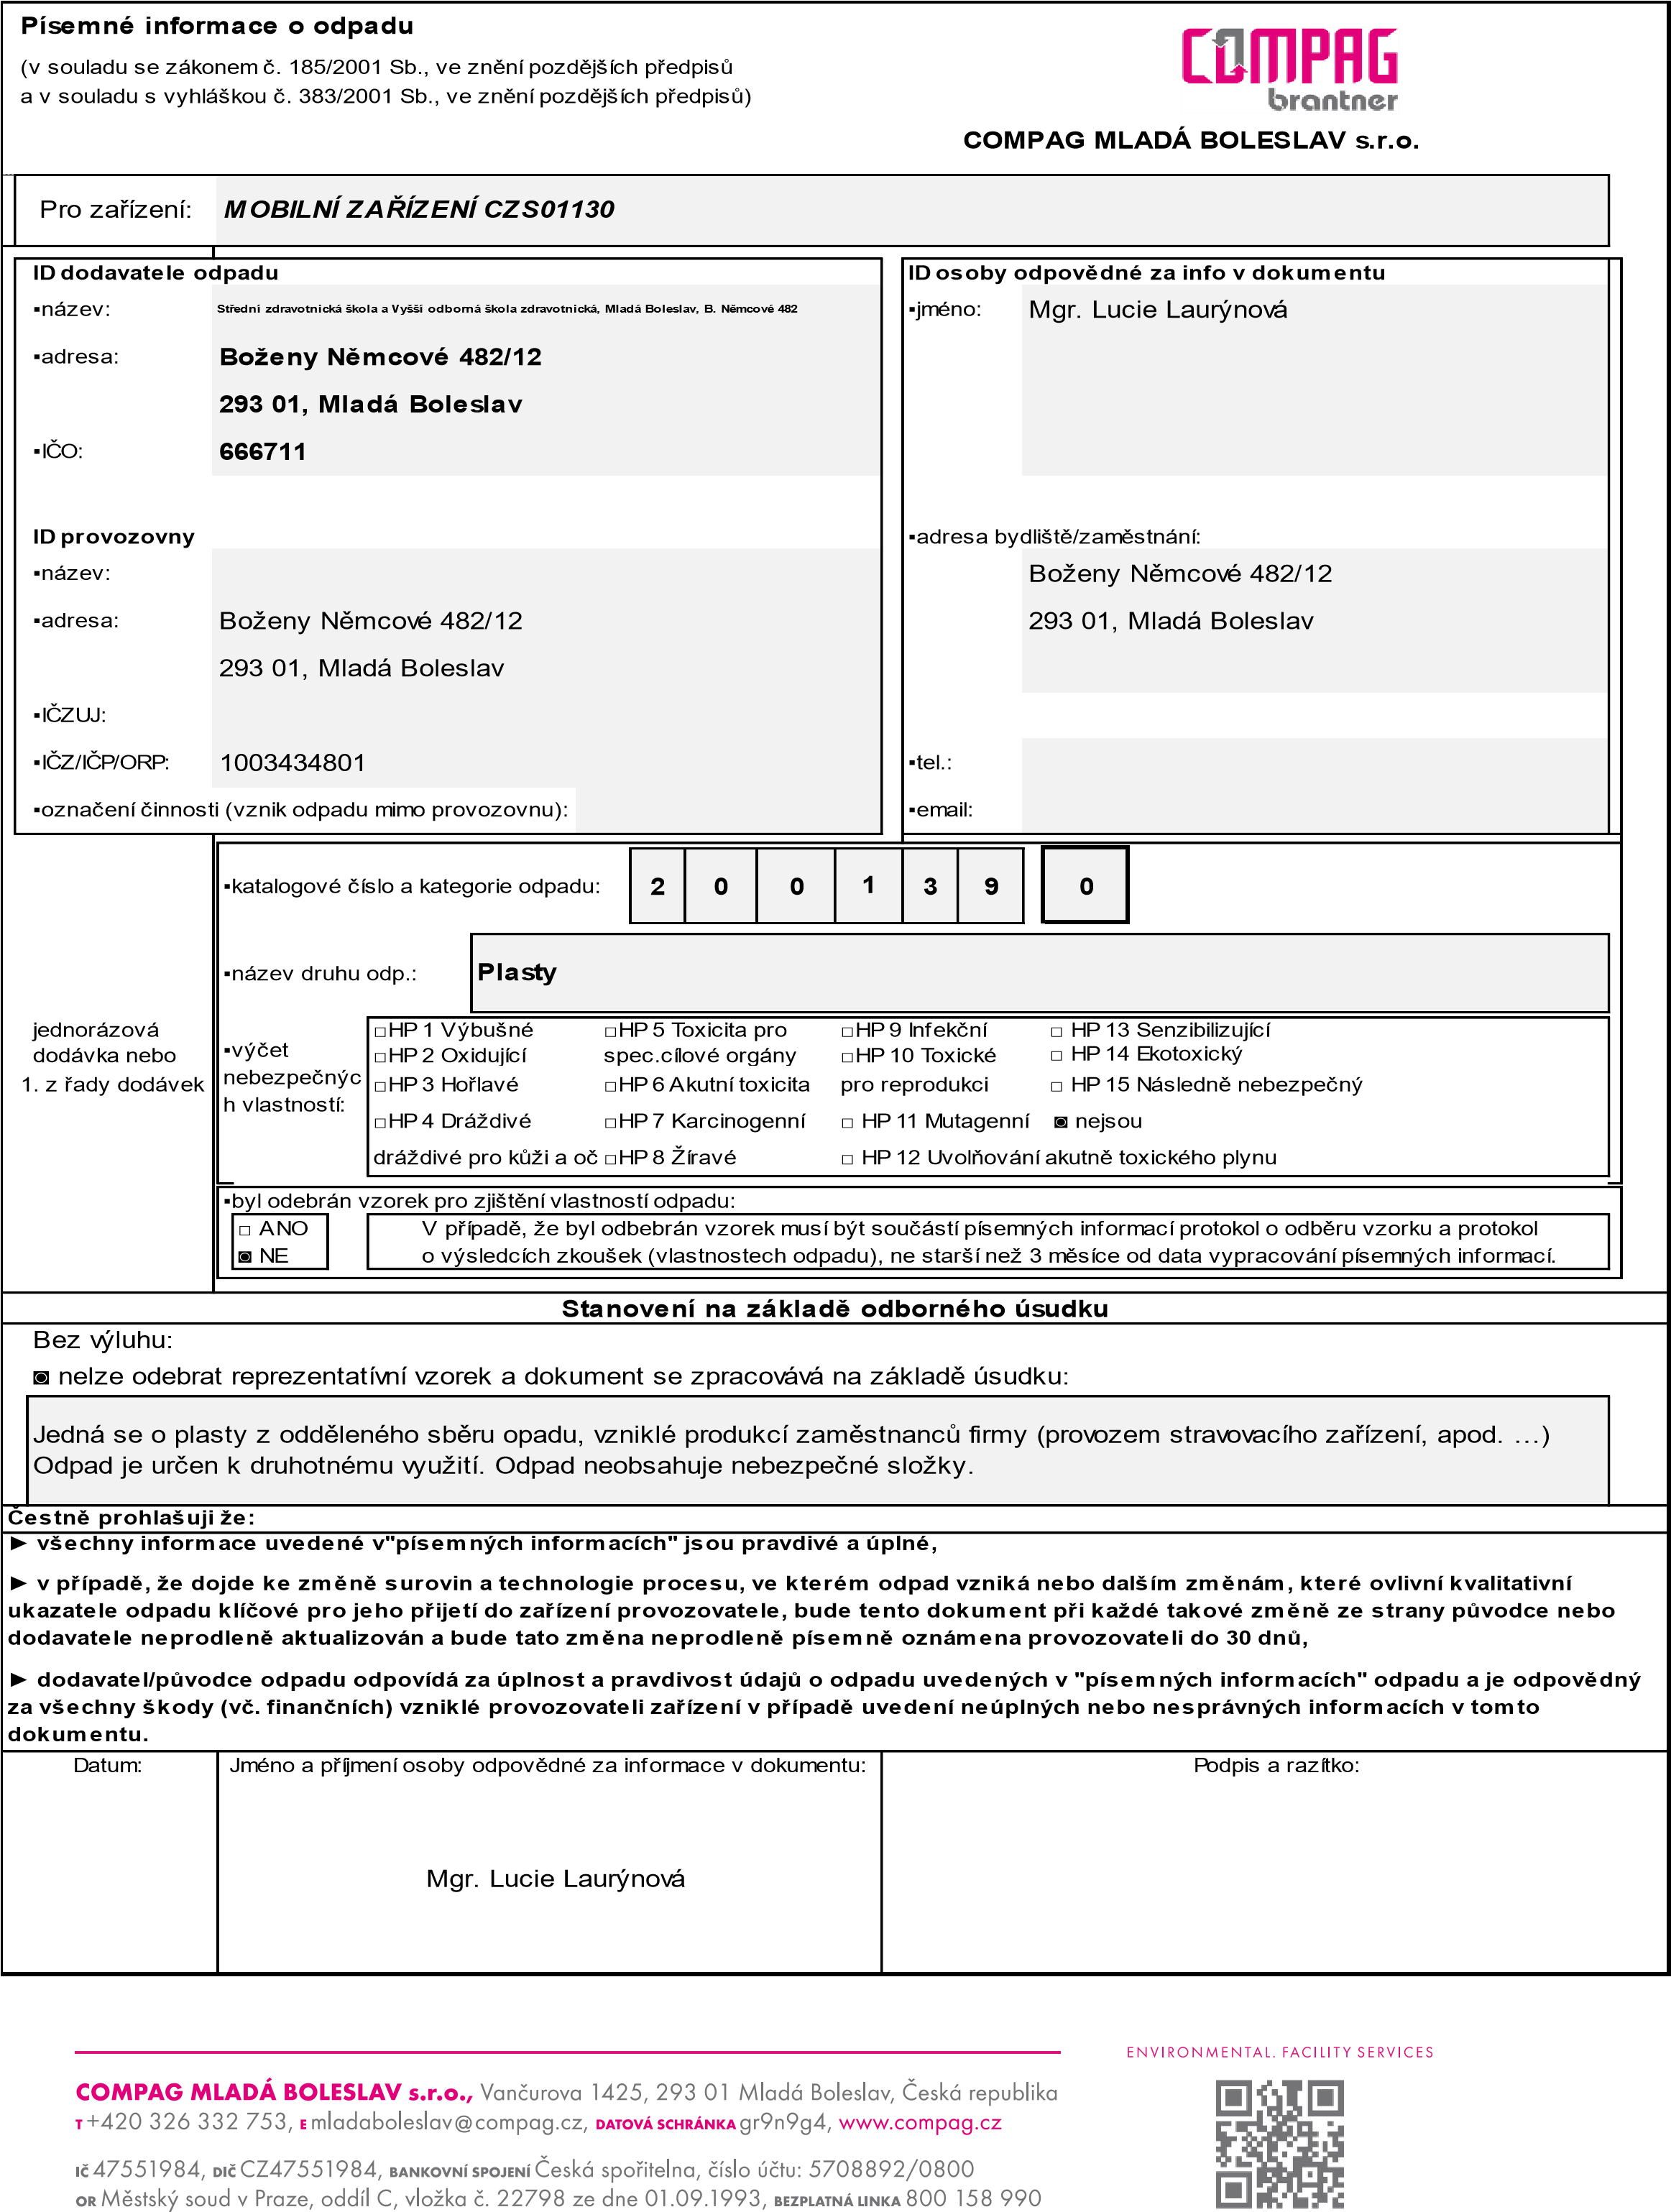 Písemné informace o odpadu
(v souladu se zákonem č. 185/2001 Sb., ve znění pozdějších předpisů
a v souladu s vyhláškou č. 383/2001 Sb., ve znění pozdějších předpisů)
COMPAG
brantner
COMPAG MLADÁ BOLESLAV s.r.o.
Pro zařízení: MOBILNÍ ZAŘÍZENÍ CZS01130
ID dodavatele odpadu
▪název: Střední zdravotnická škola a Vyšší odborná škola zdravotnická, Mladá Boleslav, B. Němcové 482
▪adresa: Boženy Němcové 482/12
293 01, Mladá Boleslav
▪IČO: 666711
ID osoby odpovědné za info v dokumentu
▪jméno: Mgr. Lucie Laurýnová
ID provozovny
▪název:
▪adresa: Boženy Němcové 482/12
293 01, Mladá Boleslav
▪IČZUJ:
▪IČZ/IČP/ORP: 1003434801
▪označení činnosti (vznik odpadu mimo provozovnu):
▪adresa bydliště/zaměstnání:
Boženy Němcové 482/12
293 01, Mladá Boleslav
▪tel.:
▪email:
jednorázová
dodávka nebo
1. z řady dodávek
▪katalogové číslo a kategorie odpadu: 2 0 0 1 3 9 0
▪název druhu odp.: Plasty
▪výčet
nebezpečnýc
h vlastností:
□HP 1 Výbušné □HP 5 Toxicita pro □HP 9 Infekční □ HP 13 Senzibilizující
□HP 2 Oxidující spec.cílové orgány □HP 10 Toxické □ HP 14 Ekotoxický
□HP 3 Hořlavé □HP 6 Akutní toxicita pro reprodukci □ HP 15 Následně nebezpečný
□HP 4 Dráždivé □HP 7 Karcinogenní □ HP 11 Mutagenní ◙ nejsou
dráždivé pro kůži a oč □HP 8 Žíravé □ HP 12 Uvolňování akutně toxického plynu
▪byl odebrán vzorek pro zjištění vlastností odpadu:
□ ANO
◙ NE
V případě, že byl odbebrán vzorek musí být součástí písemných informací protokol o odběru vzorku a protokol
o výsledcích zkoušek (vlastnostech odpadu), ne starší než 3 měsíce od data vypracování písemných informací.
Stanovení na základě odborného úsudku
Bez výluhu:
◙ nelze odebrat reprezentatívní vzorek a dokument se zpracovává na základě úsudku:
Jedná se o plasty z odděleného sběru opadu, vzniklé produkcí zaměstnanců firmy (provozem stravovacího zařízení, apod. …)
Odpad je určen k druhotnému využití. Odpad neobsahuje nebezpečné složky.
Čestně prohlašuji že:
► všechny informace uvedené v"písemných informacích" jsou pravdivé a úplné,
► v případě, že dojde ke změně surovin a technologie procesu, ve kterém odpad vzniká nebo dalším změnám, které ovlivní kvalitativní
ukazatele odpadu klíčové pro jeho přijetí do zařízení provozovatele, bude tento dokument při každé takové změně ze strany původce nebo
dodavatele neprodleně aktualizován a bude tato změna neprodleně písemně oznámena provozovateli do 30 dnů,
► dodavatel/původce odpadu odpovídá za úplnost a pravdivost údajů o odpadu uvedených v "písemných informacích" odpadu a je odpovědný
za všechny škody (vč. finančních) vzniklé provozovateli zařízení v případě uvedení neúplných nebo nesprávných informacích v tomto
dokumentu.
Datum:
Jméno a příjmení osoby odpovědné za informace v dokumentu:
Podpis a razítko:
Mgr. Lucie Laurýnová
ENVIRONMENTAL. FACILITY SERVICES
COMPAG MLADÁ BOLESLAV s.r.o., Vančurova 1425, 293 01 Mladá Boleslav, Česká republika
T +420 326 332 753, E mladaboleslav@compag.cz, DATOVÁ SCHRÁNKA gr9n9g4, www.compag.cz
IČ 47551984, DIČ CZ47551984, BANKOVNÍ SPOJENÍ Česká spořitelna, číslo účtu: 5708892/0800
OR Městský soud v Praze, oddíl C, vložka č. 22798 ze dne 01.09.1993, BEZPLATNÁ LINKA 800 158 990